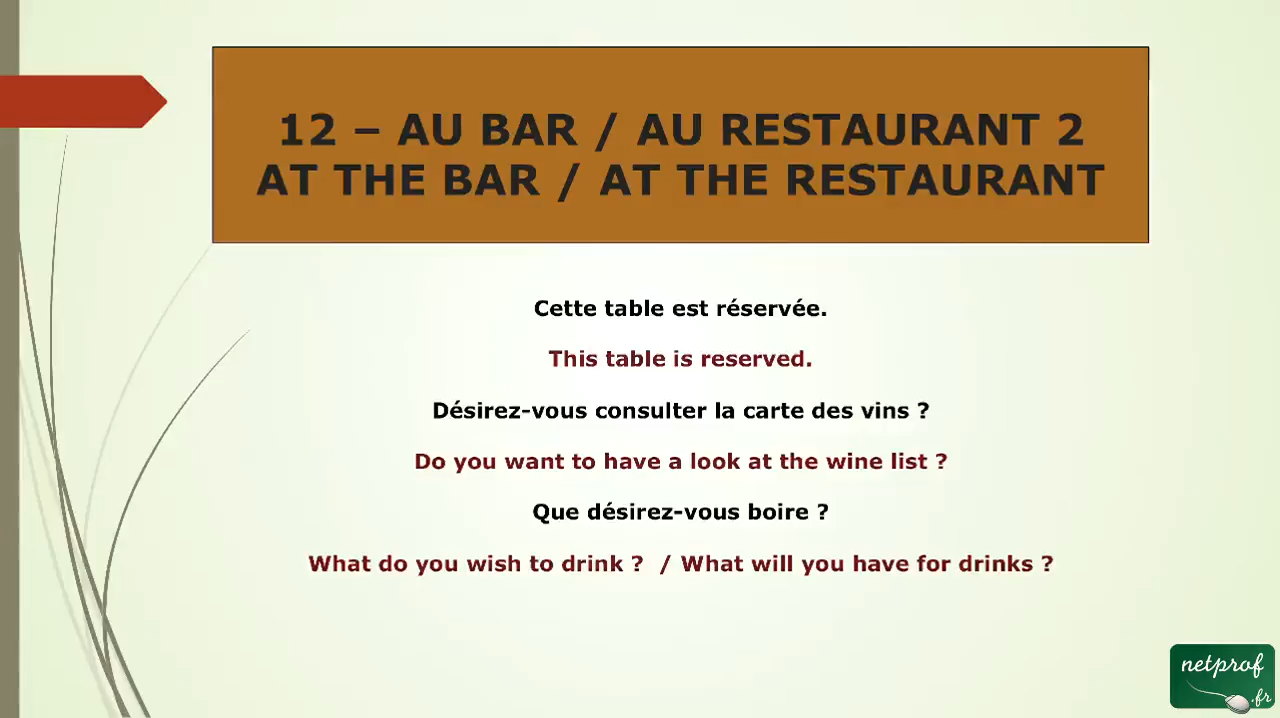 12 – AU BAR / AU RESTAURANT 2
AT THE BAR / AT THE RESTAURANT
Cette table est réservée.
This table is reserved.
Désirez-vous consulter la carte des vins ?
Do you want to have a look at the wine list ?
Que désirez-vous boire ?
What do you wish to drink ?  / What will you have for drinks ?
netprof
.fr